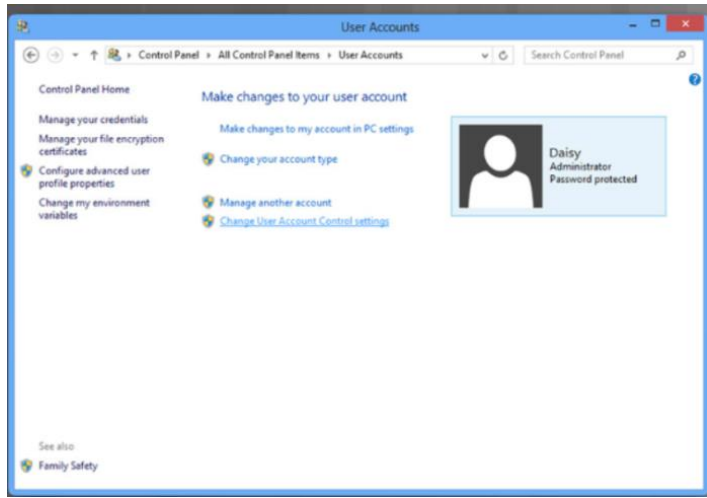 User Accounts
Control Panel All Control Panel Items User Accounts
Search Control Panel
Control Panel Home
Manage your credentials
Manage your file encryption
certificates
Configure advanced user
profile properties
Change my environment
variables
See also
Family Safety
Make changes to your user account
Make changes to my account in PC settings
Change your account type
Manage another account
Change User Account Control settings
Daisy
Administrator
Password protected